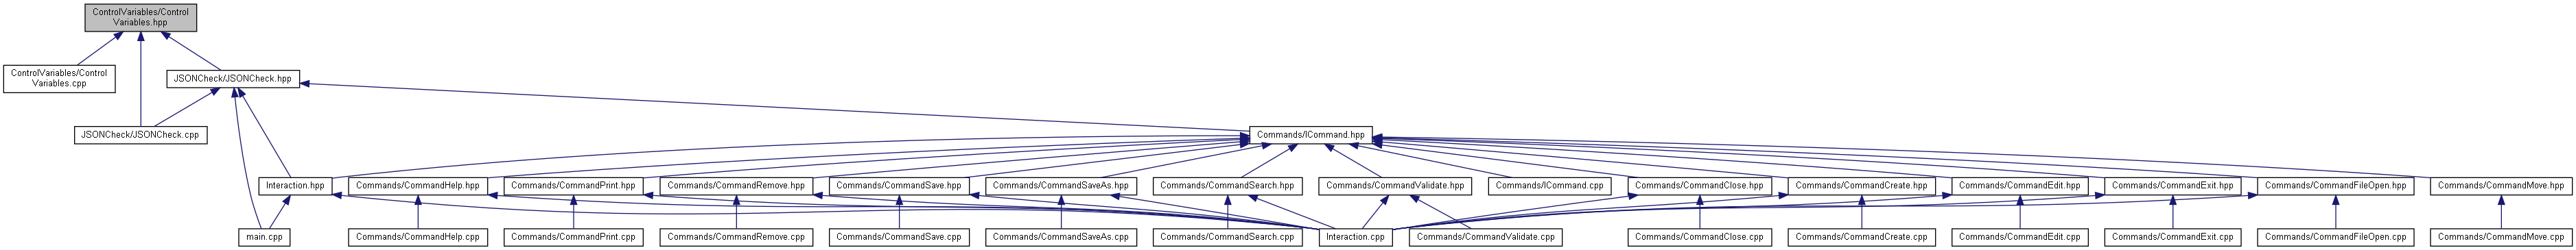 ControlVariables/Control
Variables.hpp
ControlVariables/Control
Variables.cpp
JSONCheck/JSONCheck.hpp
JSONCheck/JSONCheck.cpp
Commands/ICommand.hpp
Interaction.hpp
Commands/CommandHelp.hpp
Commands/CommandPrint.hpp
Commands/CommandRemove.hpp
Commands/CommandSave.hpp
Commands/CommandSaveAs.hpp
Commands/CommandSearch.hpp
Commands/CommandValidate.hpp
Commands/ICommand.cpp
Commands/CommandClose.hpp
Commands/CommandCreate.hpp
Commands/CommandEdit.hpp
Commands/CommandExit.hpp
Commands/CommandFileOpen.hpp
Commands/CommandMove.hpp
main.cpp
Commands/CommandHelp.cpp
Commands/CommandPrint.cpp
Commands/CommandRemove.cpp
Commands/CommandSave.cpp
Commands/CommandSaveAs.cpp
Commands/CommandSearch.cpp
Interaction.cpp
Commands/CommandValidate.cpp
Commands/CommandClose.cpp
Commands/CommandCreate.cpp
Commands/CommandEdit.cpp
Commands/CommandExit.cpp
Commands/CommandFileOpen.cpp
Commands/CommandMove.cpp